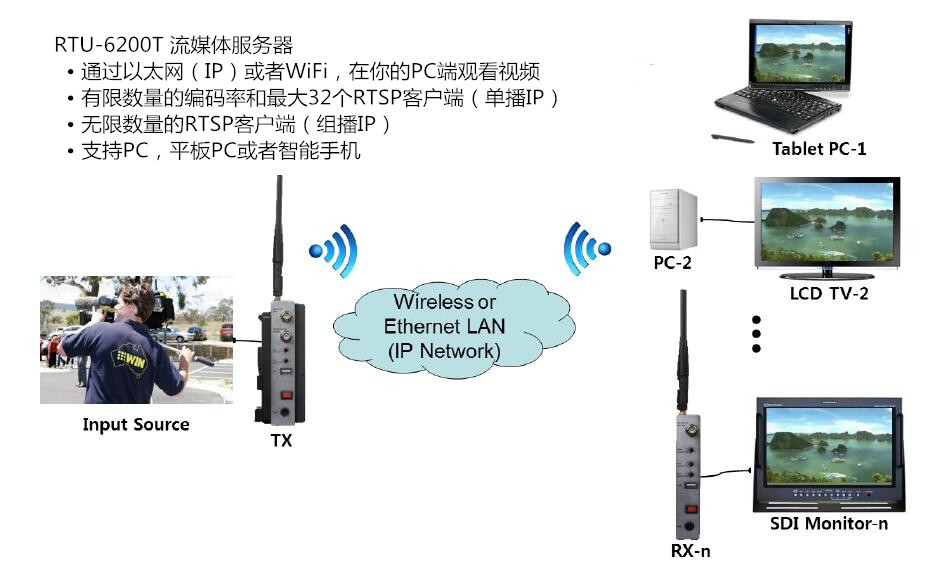 RTU-6200T 流媒体服务器
• 通过以太网（IP）或者WiFi，在你的PC端观看视频
• 有限数量的编码率和最大32个RTSP客户端（单播IP）
• 无限数量的RTSP客户端（组播IP）
• 支持PC，平板PC或者智能手机
Tablet PC-1
PC-2
LCD TV-2
Wireless or
Ethernet LAN
(IP Network)
WIN
Input Source
TX
SDI Monitor-n
RX-n